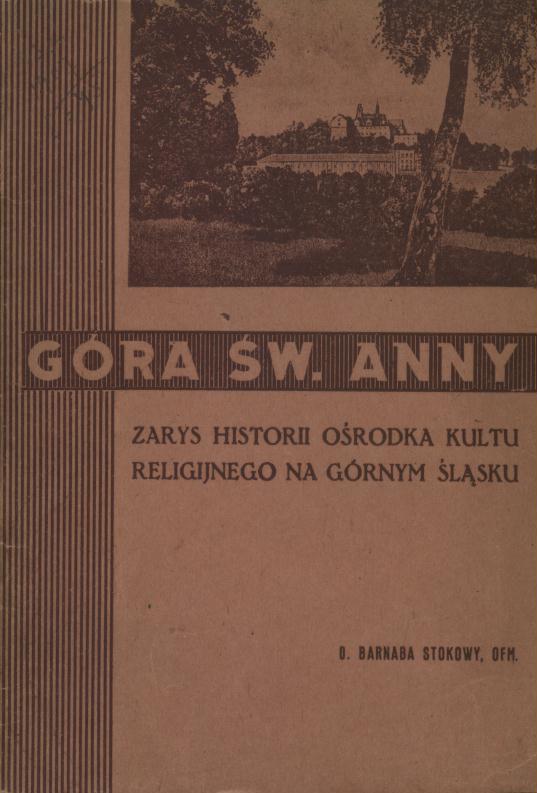 GÓRA ŚW. ANNY
ZARYS HISTORII OŚRODKA KULTU
RELIGIJNEGO NA GÓRNYM ŚLĄSKU
O. BARNABA STOKOWY, OFM.